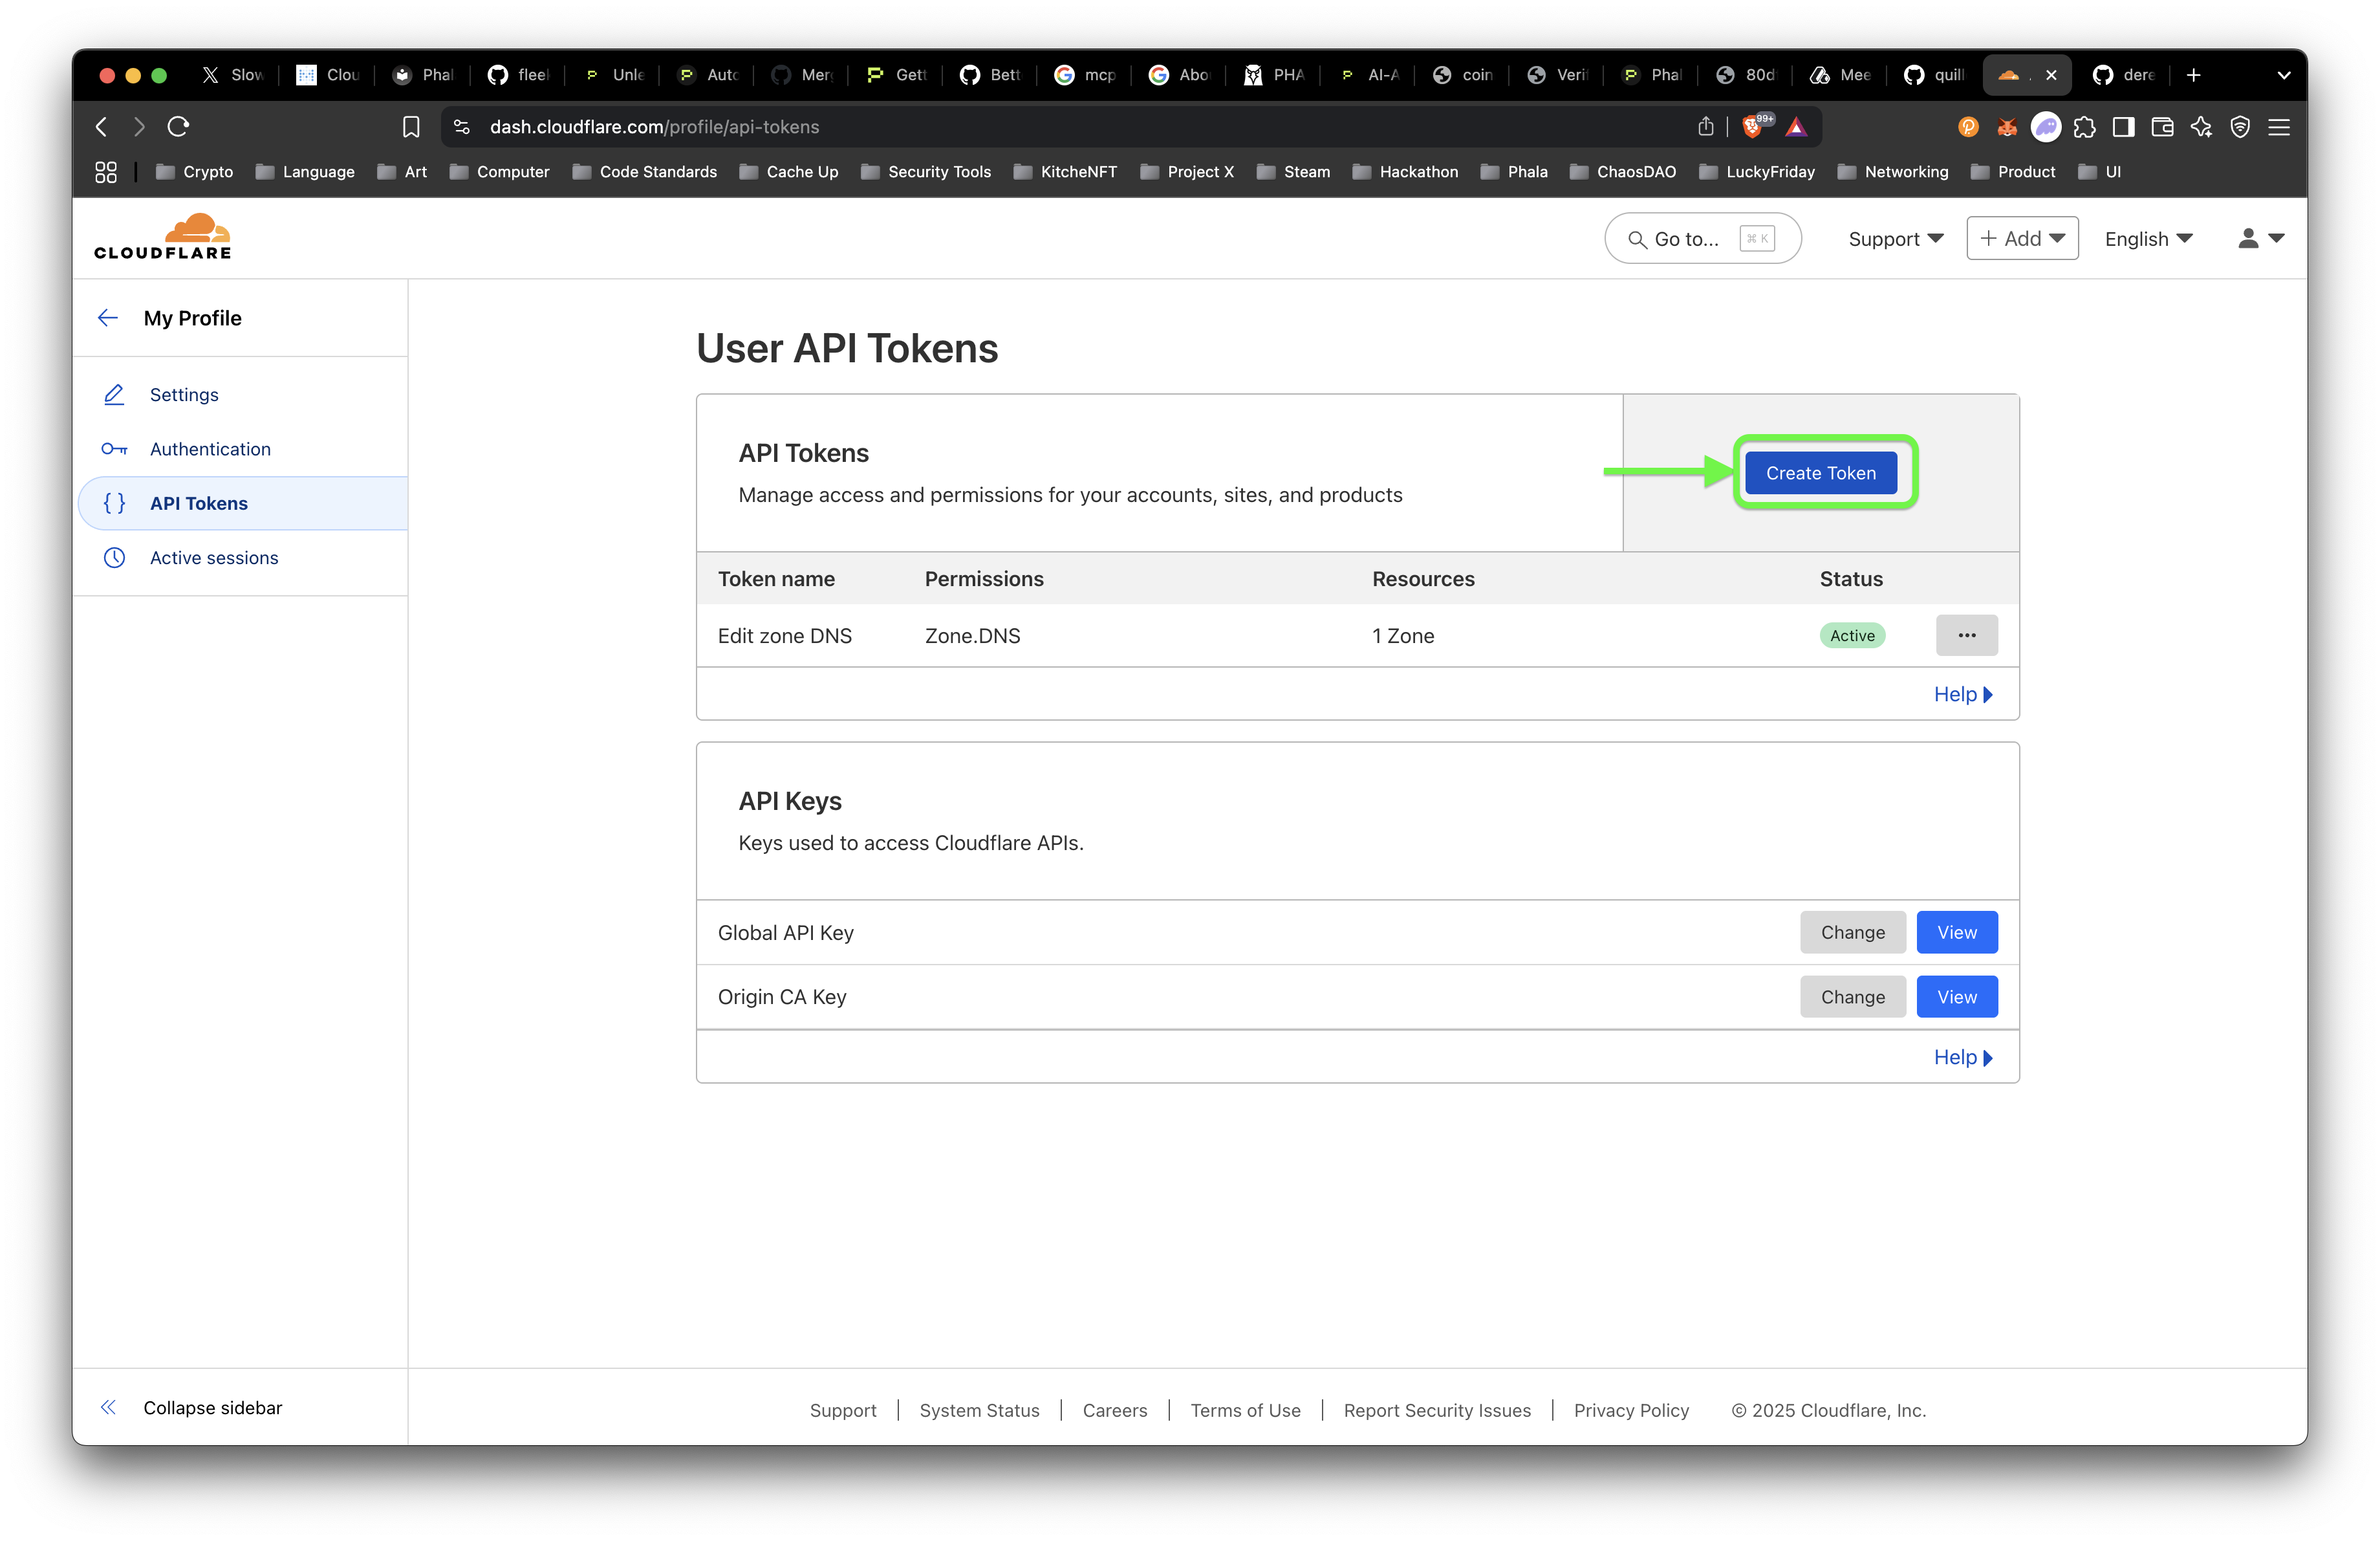 Slow Clou Phal fleek Unle Auto Merg Gett Bett mcp Abo PHA AI-A coin Verif Phal 80d Mee quill dere
dash.cloudflare.com/profile/api-tokens 99+
Crypto Language Art Computer Code Standards Cache Up Security Tools KitcheNFT Project X Steam Hackathon Phala ChaosDAO LuckyFriday Networking Product UI
CLOUDFLARE
Go to... ⌘ K Support + Add English
My Profile
Settings
Authentication
API Tokens
Active sessions
User API Tokens
API Tokens
Manage access and permissions for your accounts, sites, and products
Create Token
Token name Permissions Resources Status
Edit zone DNS Zone.DNS 1 Zone Active
Help
API Keys
Keys used to access Cloudflare APIs.
Global API Key Change View
Origin CA Key Change View
Help
Collapse sidebar
Support | System Status | Careers | Terms of Use | Report Security Issues | Privacy Policy © 2025 Cloudflare, Inc.